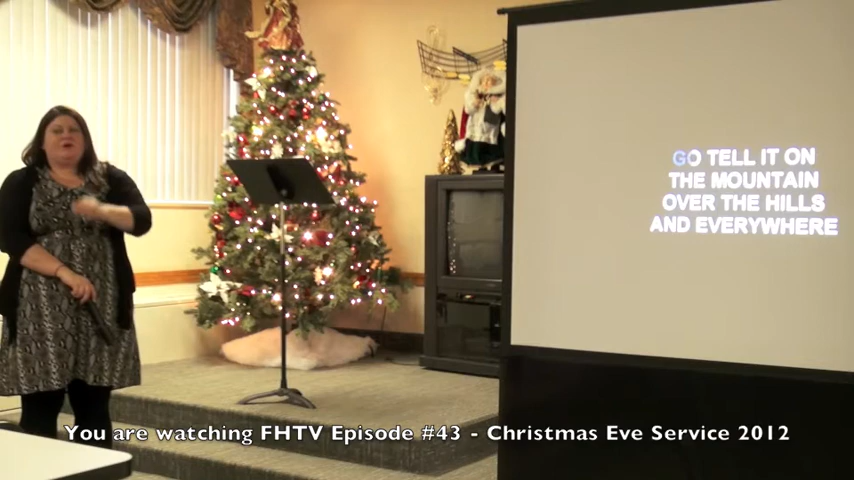 GO TELL IT ON
THE MOUNTAIN
OVER THE HILLS
AND EVERYWHERE
You are watching FHTV Episode #43 - Christmas Eve Service 2012